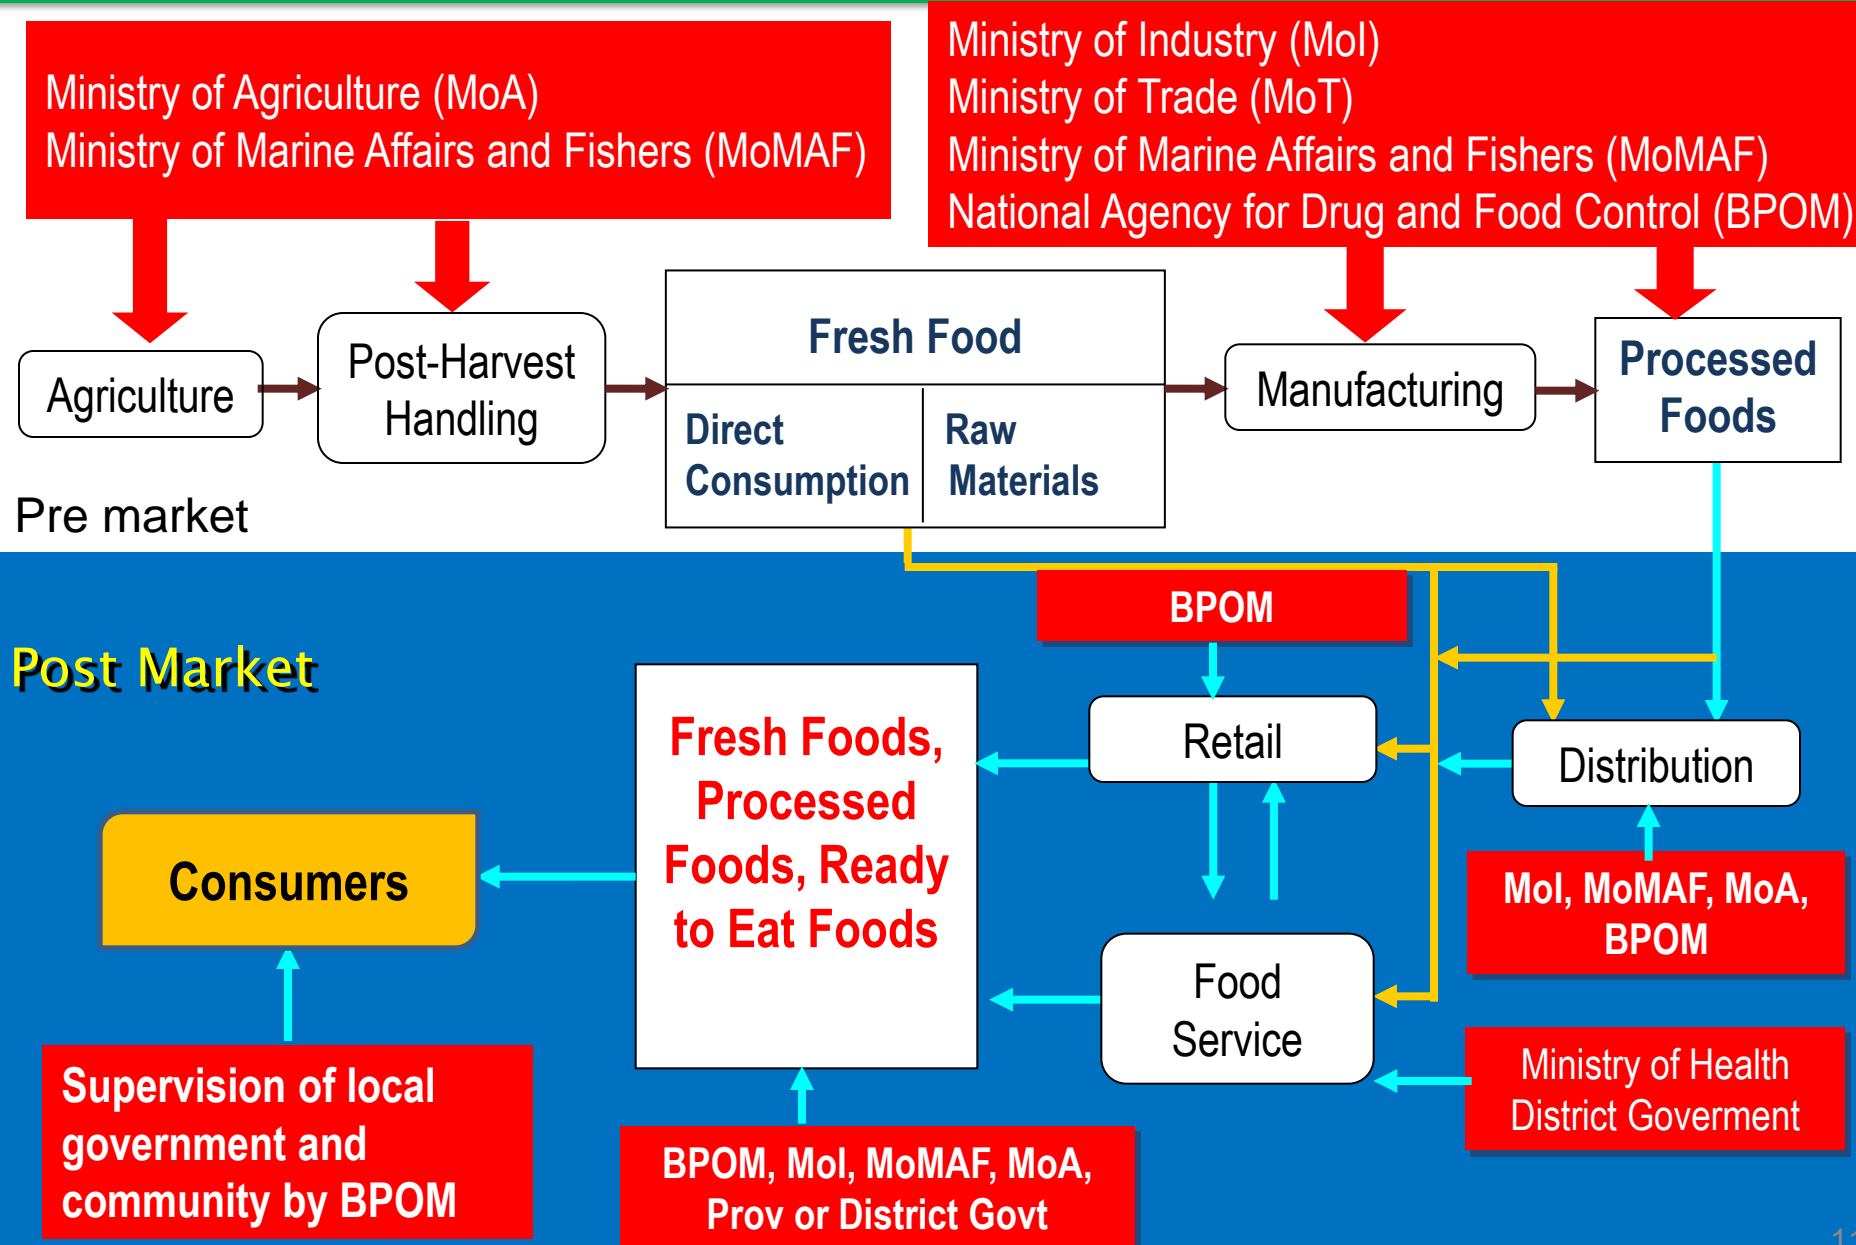 Ministry of Agriculture (MoA)
Ministry of Marine Affairs and Fishers (MoMAF)
Ministry of Industry (MoI)
Ministry of Trade (MoT)
Ministry of Marine Affairs and Fishers (MoMAF)
National Agency for Drug and Food Control (BPOM)
Agriculture
Post-Harvest
Handling
Fresh Food
Direct
Consumption
Raw
Materials
Manufacturing
Processed
Foods
Pre market
Post Market
BPOM
Retail
Distribution
MoI, MoMAF, MoA,
BPOM
Fresh Foods,
Processed
Foods, Ready
to Eat Foods
Consumers
Food
Service
Ministry of Health
District Goverment
Supervision of local
government and
community by BPOM
BPOM, MoI, MoMAF, MoA,
Prov or District Govt